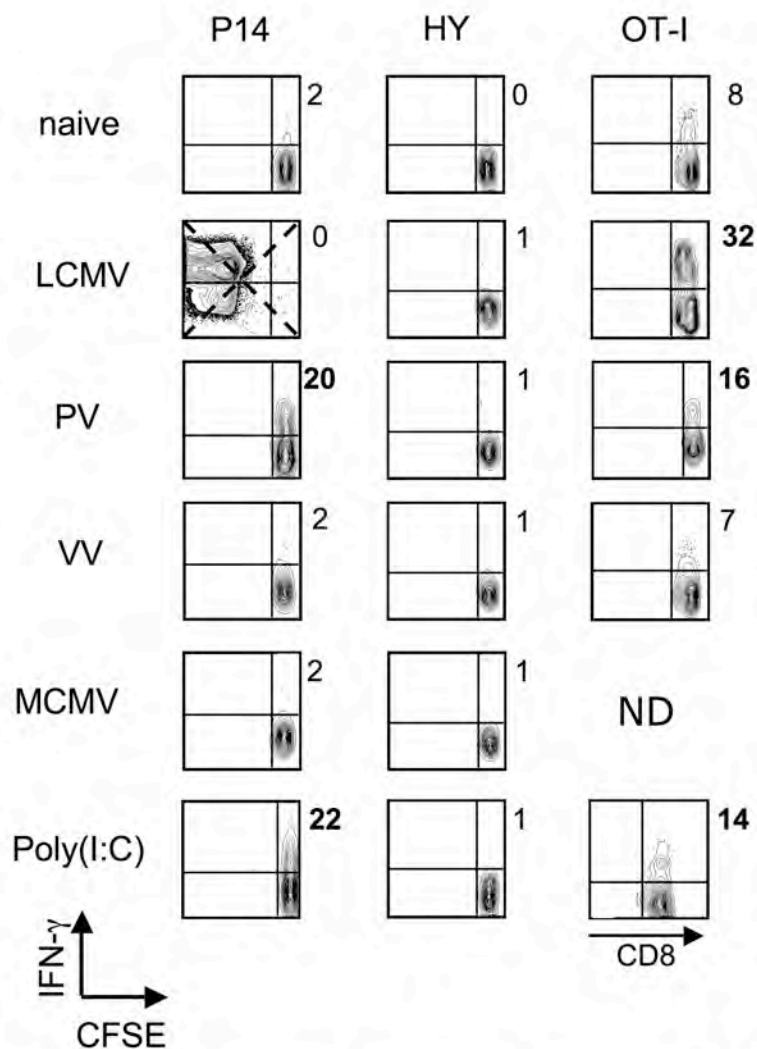 P14 HY OT-I
naive 2 0 8
LCMV 0 1 32
PV 20 1 16
VV 2 1 7
MCMV 2 1 ND
Poly(I:C) 22 1 14
IFN-γ
CD8
CFSE